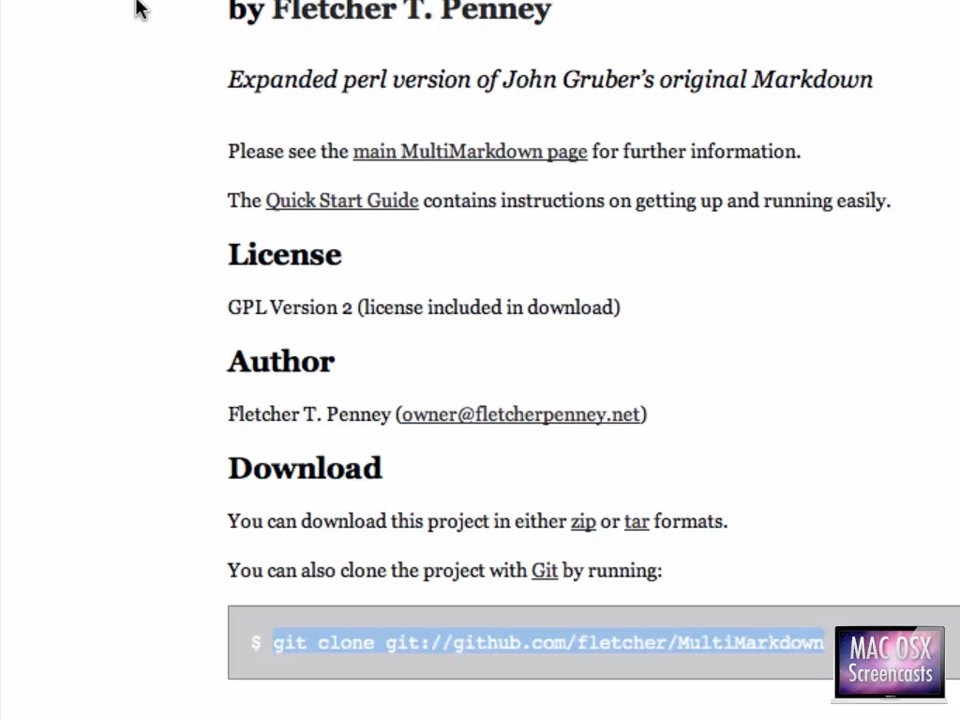 by Fletcher T. Penney
Expanded perl version of John Gruber's original Markdown
Please see the main MultiMarkdown page for further information.
The Quick Start Guide contains instructions on getting up and running easily.
License
GPL Version 2 (license included in download)
Author
Fletcher T. Penney (owner@fletcherpenney.net)
Download
You can download this project in either zip or tar formats.
You can also clone the project with Git by running:
$ git clone git://github.com/fletcher/MultiMarkdown
MAC OSX
Screencasts